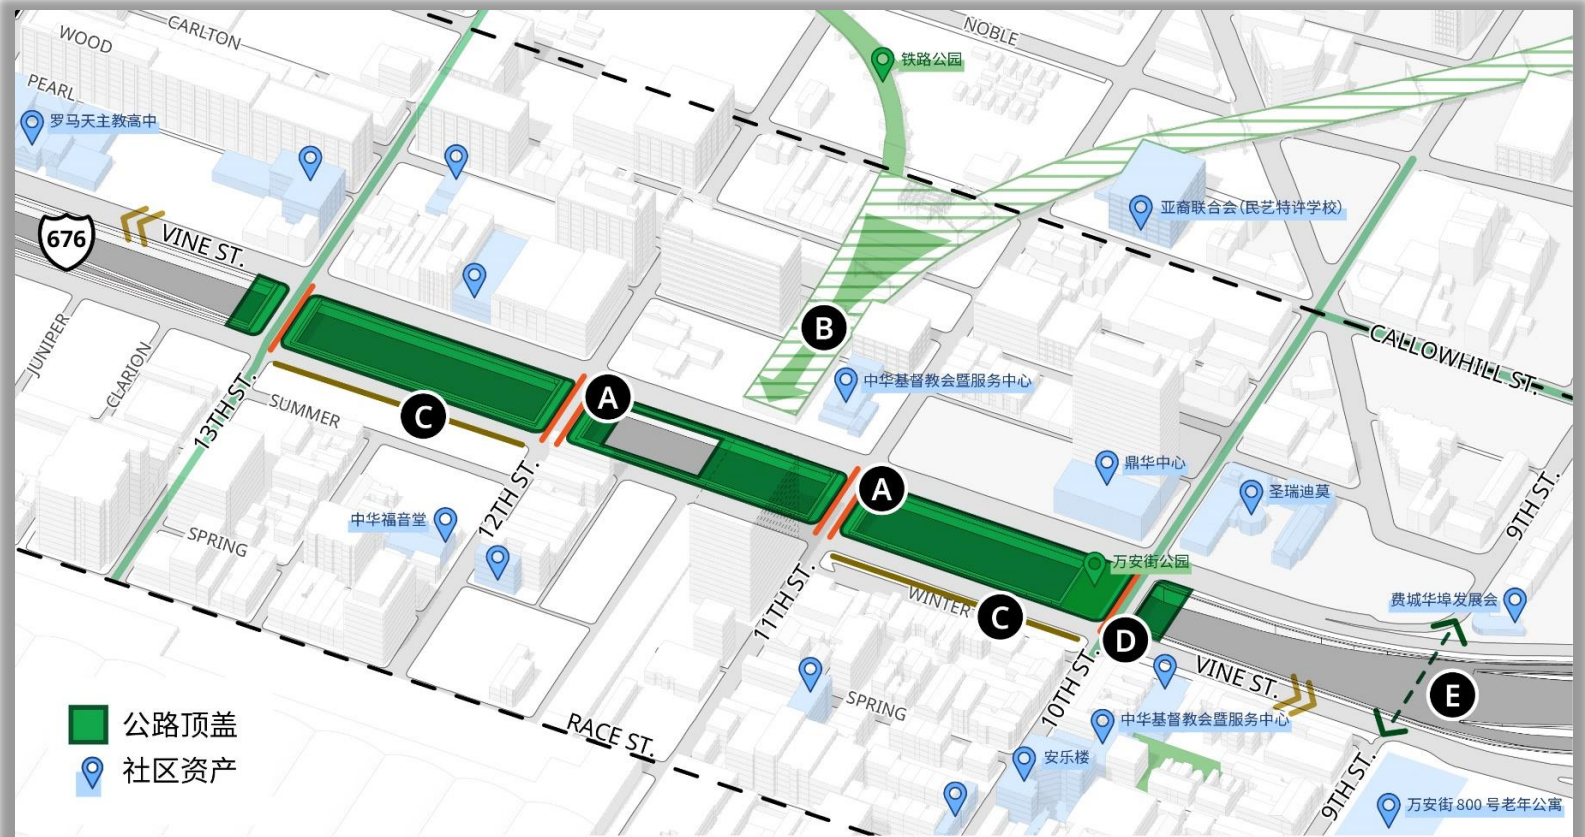 CARLTON
WOOD
NOBLE
铁路公园
PEARL
罗马天主教高中
亚裔联合会(民艺特许学校)
676
VINE ST.
B
JUNIPER
CLARION
CALLOWHILL ST.
中华基督教会暨服务中心
13TH ST.
SUMMER
C
A
鼎华中心
A
圣瑞迪莫
12TH ST.
9TH ST.
中华福音堂
SPRING
万安街公园
11TH ST.
WINTER
C
D
费城华埠发展会
VINE ST.
E
10TH ST.
SPRING
中华基督教会暨服务中心
RACE ST.
安乐楼
9TH ST.
万安街 800 号老年公寓
公路顶盖
社区资产